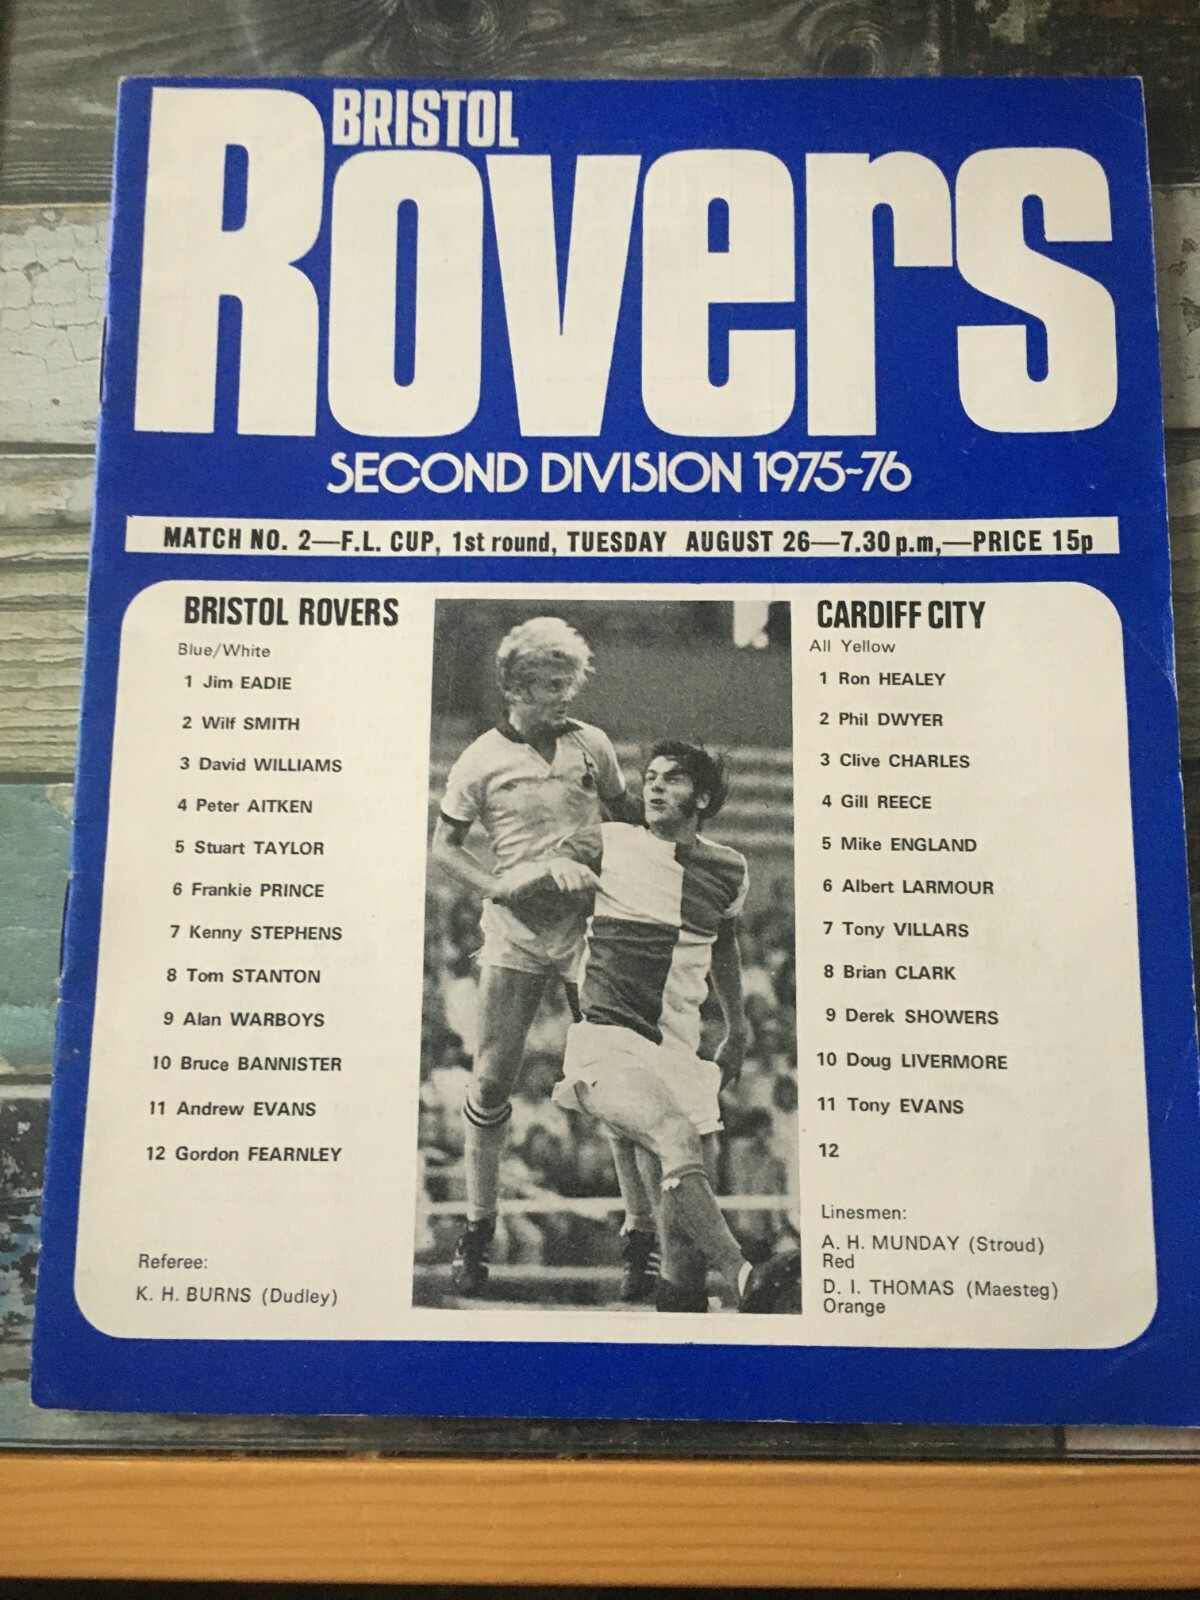 BRISTOL
Rovers
SECOND DIVISION 1975-76
MATCH NO. 2—F.L. CUP, 1st round, TUESDAY AUGUST 26—7.30 p.m,—PRICE 15p
BRISTOL ROVERS
Blue/White
1 Jim EADIE
2 Wilf SMITH
3 David WILLIAMS
4 Peter AITKEN
5 Stuart TAYLOR
6 Frankie PRINCE
7 Kenny STEPHENS
8 Tom STANTON
9 Alan WARBOYS
10 Bruce BANNISTER
11 Andrew EVANS
12 Gordon FEARNLEY
Referee:
K. H. BURNS (Dudley)
CARDIFF CITY
All Yellow
1 Ron HEALEY
2 Phil DWYER
3 Clive CHARLES
4 Gill REECE
5 Mike ENGLAND
6 Albert LARMOUR
7 Tony VILLARS
8 Brian CLARK
9 Derek SHOWERS
10 Doug LIVERMORE
11 Tony EVANS
12
Linesmen:
A. H. MUNDAY (Stroud)
Red
D. I. THOMAS (Maesteg)
Orange